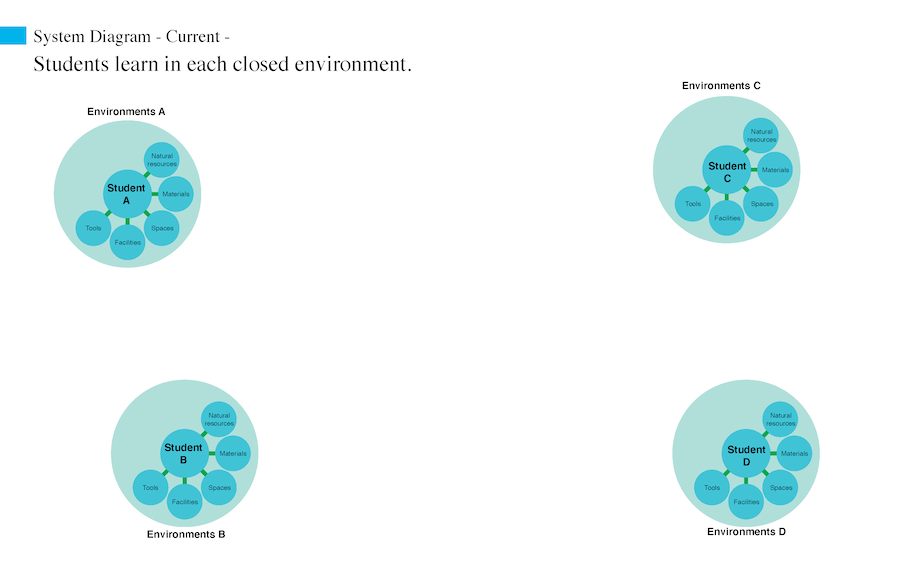 System Diagram - Current -
Students learn in each closed environment.
Environments A
Natural
resources
Student
A
Materials
Tools
Spaces
Facilities
Environments C
Natural
resources
Student
C
Materials
Tools
Spaces
Facilities
Natural
resources
Student
B
Materials
Tools
Spaces
Facilities
Environments B
Natural
resources
Student
D
Materials
Tools
Spaces
Facilities
Environments D